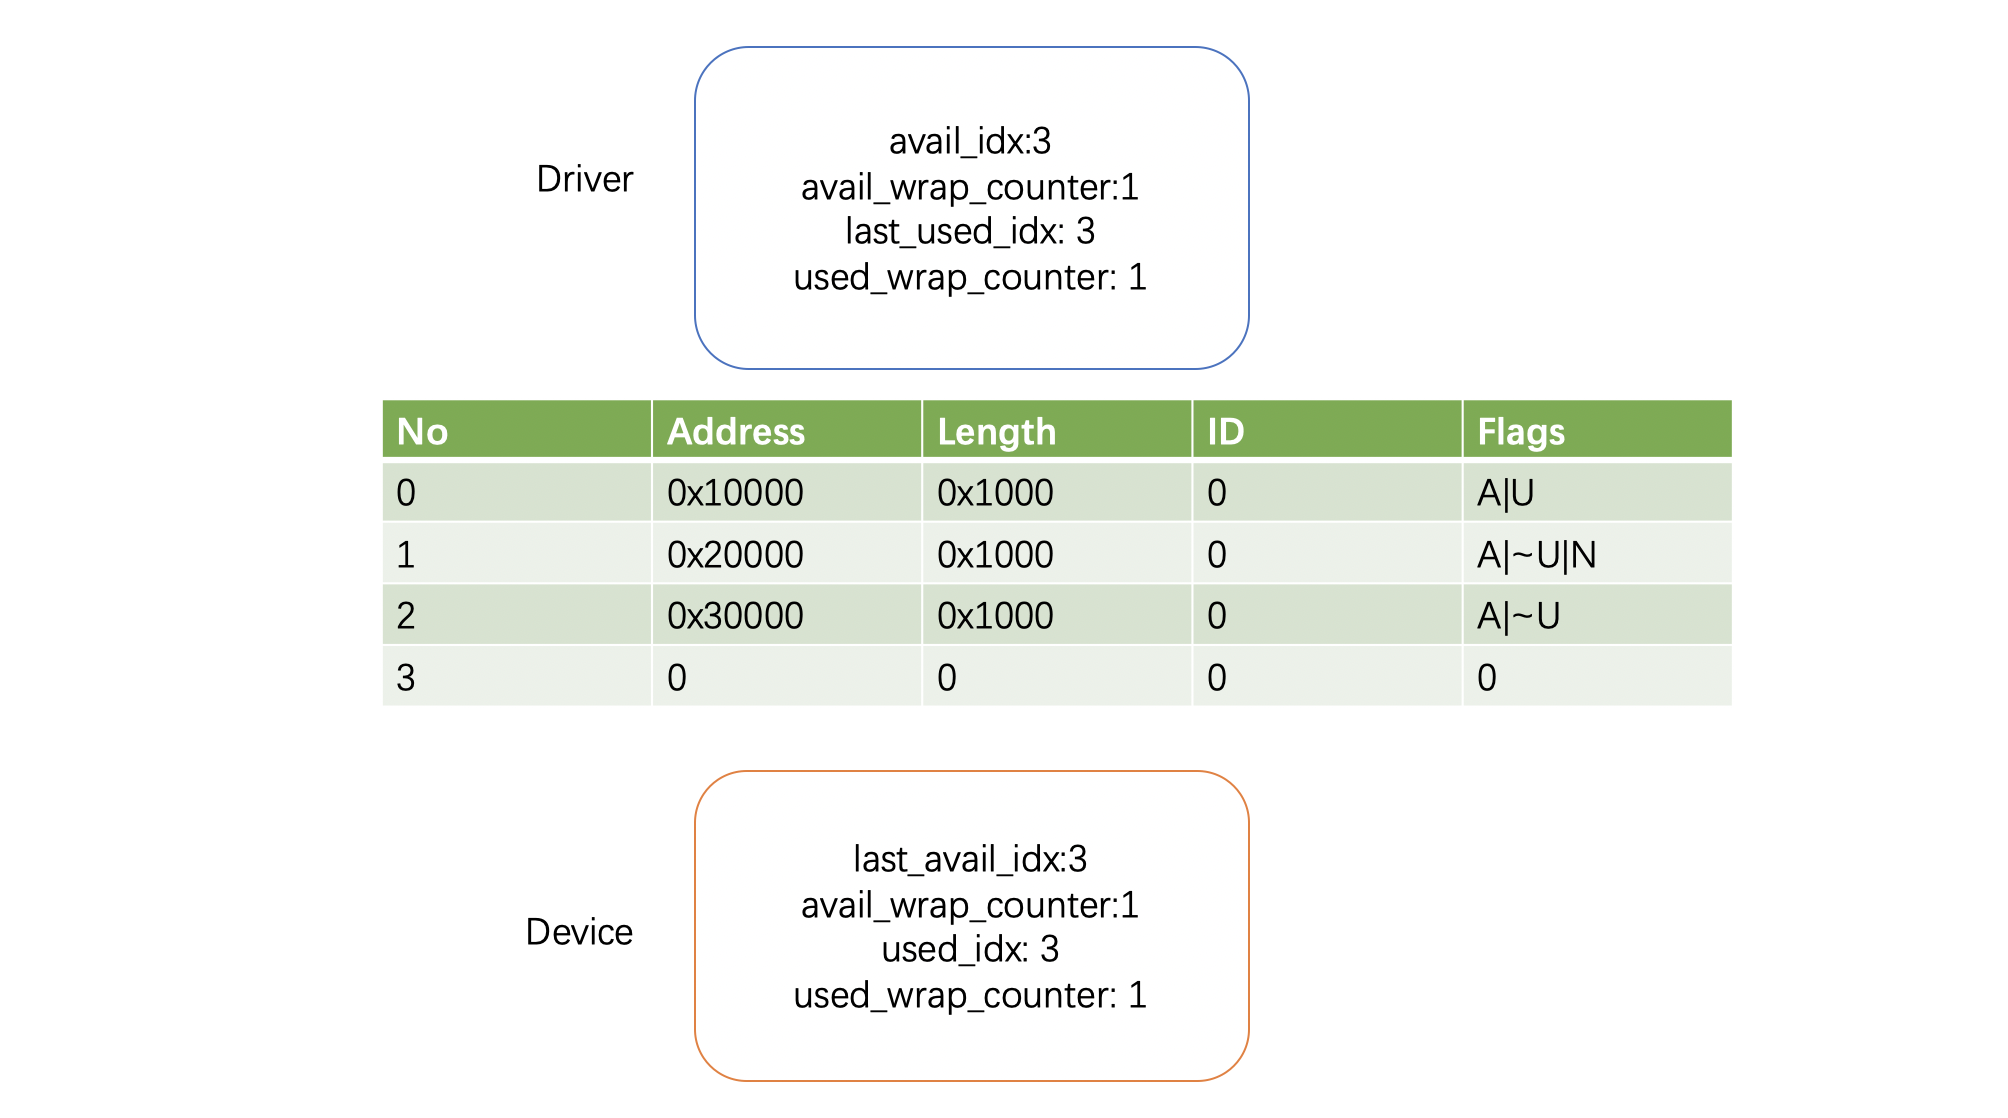 Driver
avail_idx:3
avail_wrap_counter:1
last_used_idx: 3
used_wrap_counter: 1
No Address Length ID Flags
0 0x10000 0x1000 0 A|U
1 0x20000 0x1000 0 A|~U|N
2 0x30000 0x1000 0 A|~U
3 0 0 0 0
Device
last_avail_idx:3
avail_wrap_counter:1
used_idx: 3
used_wrap_counter: 1